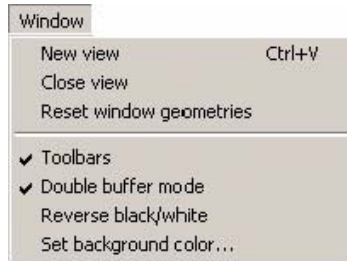 Window
New view Ctrl+V
Close view
Reset window geometries
Toolbars
Double buffer mode
Reverse black/white
Set background color...